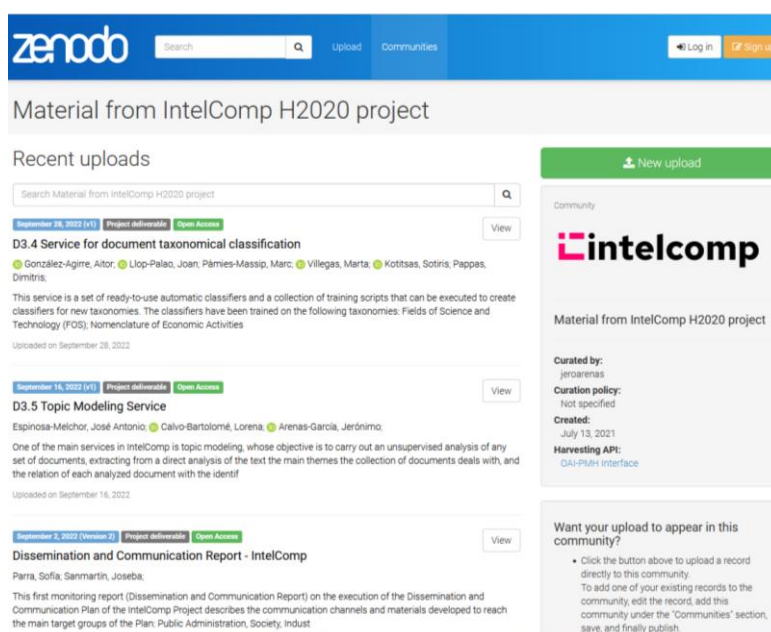 zenodo
Search
Upload
Communities
Log in
Sign u
Material from IntelComp H2020 project
Recent uploads
Search Material from IntelComp H2020 project
September 28, 2022 (v1) Project deliverable Open Access
View
D3.4 Service for document taxonomical classification
González-Agirre, Aitor; Llop-Palao, Joan; Pàmies-Massip, Marc; Villegas, Marta; Kotitsas, Sotiris; Pappas,
Dimitris;
This service is a set of ready-to-use automatic classifiers and a collection of training scripts that can be executed to create
classifiers for new taxonomies. The classifiers have been trained on the following taxonomies: Fields of Science and
Technology (FOS); Nomenclature of Economic Activities
Uploaded on September 28, 2022
September 16, 2022 (v1) Project deliverable Open Access
View
D3.5 Topic Modeling Service
Espinosa-Melchor, José Antonio; Calvo-Bartolomé, Lorena; Arenas-García, Jerónimo;
One of the main services in IntelComp is topic modeling, whose objective is to carry out an unsupervised analysis of any
set of documents, extracting from a direct analysis of the text the main themes the collection of documents deals with, and
the relation of each analyzed document with the identif
Uploaded on September 16, 2022
September 2, 2022 (Version 2) Project deliverable Open Access
View
Dissemination and Communication Report - IntelComp
Parra, Sofía; Sanmartín, Joseba;
This first monitoring report (Dissemination and Communication Report) on the execution of the Dissemination and
Communication Plan of the IntelComp Project describes the communication channels and materials developed to reach
the main target groups of the Plan: Public Administration, Society, Indust
New upload
Community
intelcomp
Material from IntelComp H2020 project
Curated by:
jeroarenas
Curation policy:
Not specified
Created:
July 13, 2021
Harvesting API:
OAI-PMH Interface
Want your upload to appear in this
community?
• Click the button above to upload a record
directly to this community.
To add one of your existing records to the
community, edit the record, add this
community under the "Communities" section,
save, and finally publish.